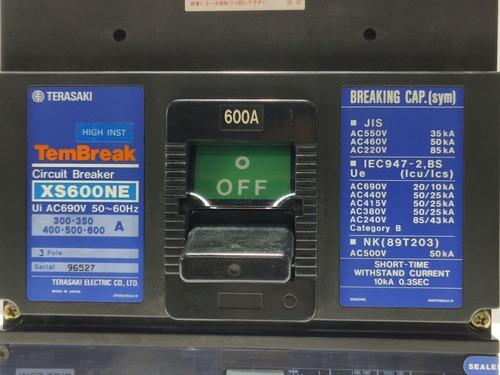 TERASAKI
HIGH INST
TemBreak
Circuit Breaker
XS600NE
Ui AC690V 50~60Hz
300·350
400·500·600 A
3 Pole
Serial 96527
TERASAKI ELECTRIC CO., LTD.
MADE IN JAPAN
600A
OFF
BREAKING CAP.(sym)
■ JIS
AC550V 35kA
AC460V 50kA
AC220V 85kA
■ IEC947-2,BS
Ue (Icu/Ics)
AC690V 20/10kA
AC440V 50/25kA
AC415V 50/25kA
AC380V 50/25kA
AC240V 85/43kA
Category B
■ NK(89T203)
AC500V 50kA
SHORT-TIME
WITHSTAND CURRENT
10kA 0.3SEC
XS600NE
SEALE